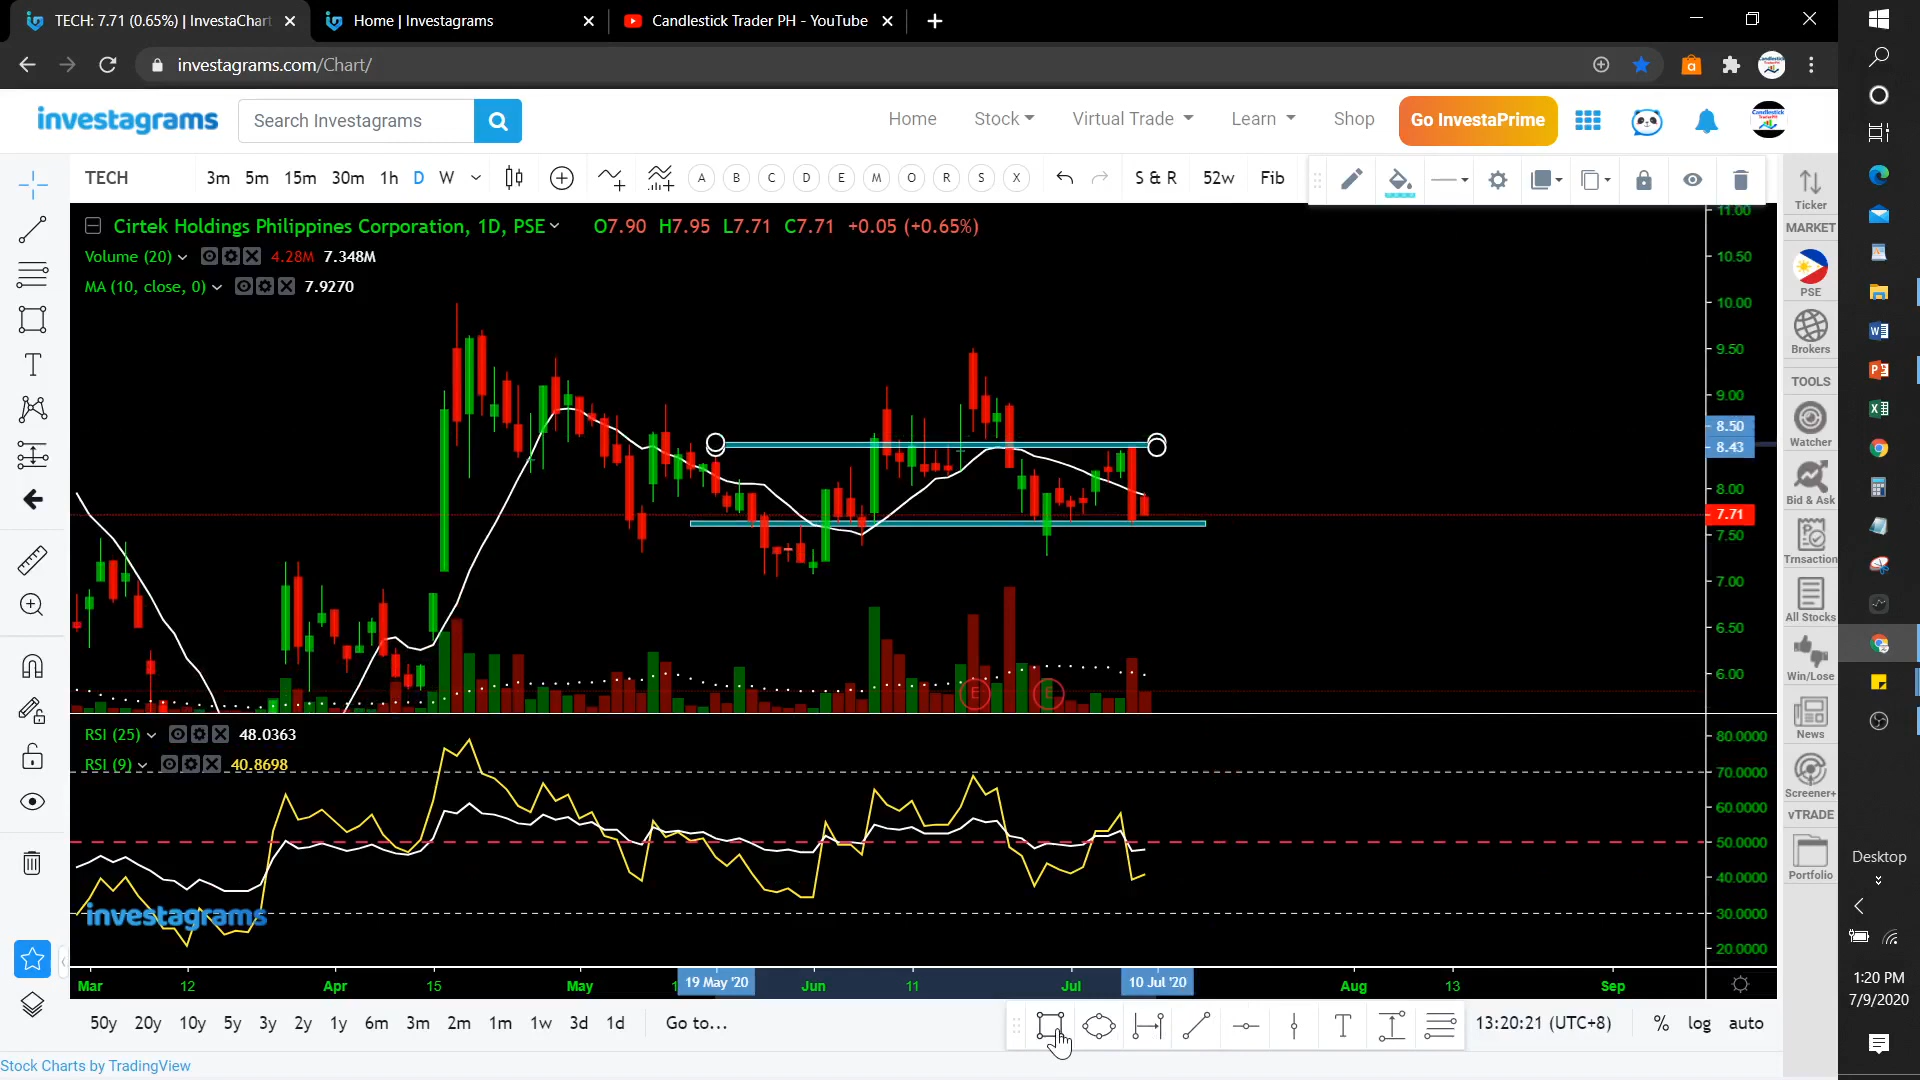 TECH: 7.71 (0.65%) | InvestaChart
Home | Investagrams
Candlestick Trader PH - YouTube
investagrams.com/Chart/
investagrams
Search Investagrams
Home
Stock
Virtual Trade
Learn
Shop
Go InvestaPrime
TECH
3m 5m 15m 30m 1h D W
A B C D E M O R S X
S & R 52w Fib
Ticker
MARKET
PSE
Brokers
TOOLS
Watcher
Bid & Ask
Trnsaction
All Stocks
Win/Lose
News
Screener+
vTRADE
Portfolio
Cirtek Holdings Philippines Corporation, 1D, PSE
O7.90 H7.95 L7.71 C7.71 +0.05 (+0.65%)
Volume (20) 4.28M 7.348M
MA (10, close, 0) 7.9270
11.00
10.50
10.00
9.50
9.00
8.50
8.43
8.00
7.71
7.50
7.00
6.50
6.00
E E
RSI (25) 48.0363
RSI (9) 40.8698
80.0000
70.0000
60.0000
50.0000
40.0000
30.0000
20.0000
investagrams
Mar 12 Apr 15 May 1 19 May '20 Jun 11 Jul 10 Jul '20 Aug 13 Sep
50y 20y 10y 5y 3y 2y 1y 6m 3m 2m 1m 1w 3d 1d Go to...
13:20:21 (UTC+8) % log auto
Stock Charts by TradingView
Desktop
1:20 PM
7/9/2020